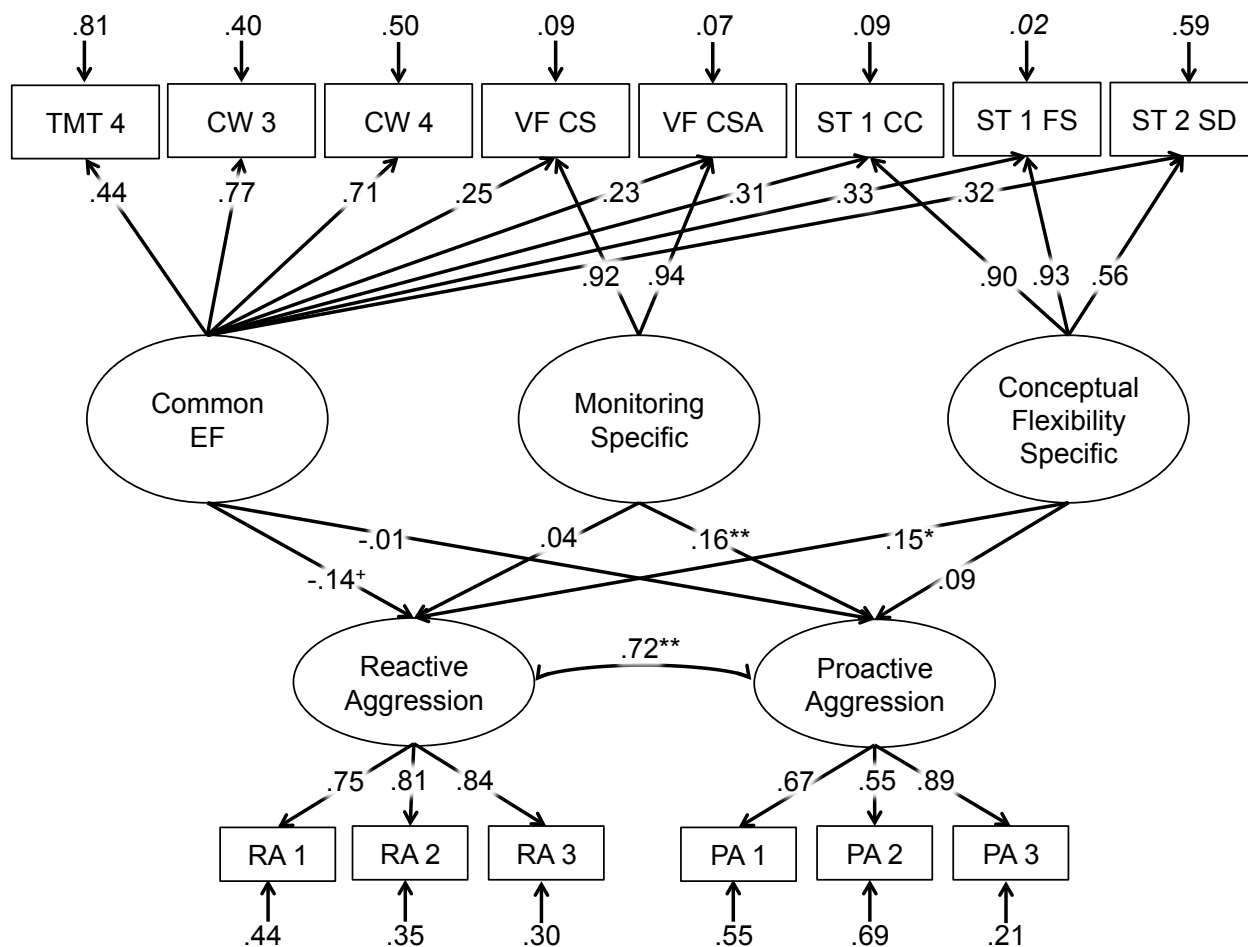 .81 .40 .50 .09 .07 .09 .02 .59
TMT 4 CW 3 CW 4 VF CS VF CSA ST 1 CC ST 1 FS ST 2 SD
.44 .77 .71 .25 .23 .31 .33 .32
.92 .94 .90 .93 .56
Common
EF
Monitoring
Specific
Conceptual
Flexibility
Specific
-.01 .04 .16** .15*
-.14+ .09
.72**
Reactive
Aggression
Proactive
Aggression
.75 .81 .84 .67 .55 .89
RA 1 RA 2 RA 3 PA 1 PA 2 PA 3
.44 .35 .30 .55 .69 .21